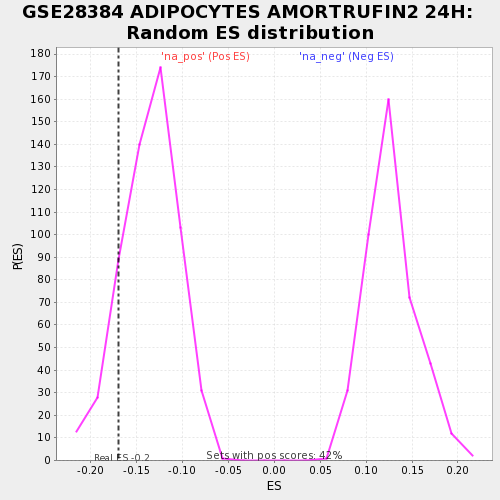 GSE28384 ADIPOCYTES AMORTRUFIN2 24H:
Random ES distribution
'na_pos' (Pos ES)
'na_neg' (Neg ES)
180
170
160
150
140
130
120
110
100
90
80
70
60
50
40
30
20
10
0
P(ES)
Real ES -0.2
Sets with pos scores: 42%
-0.20 -0.15 -0.10 -0.05 0.00 0.05 0.10 0.15 0.20
ES